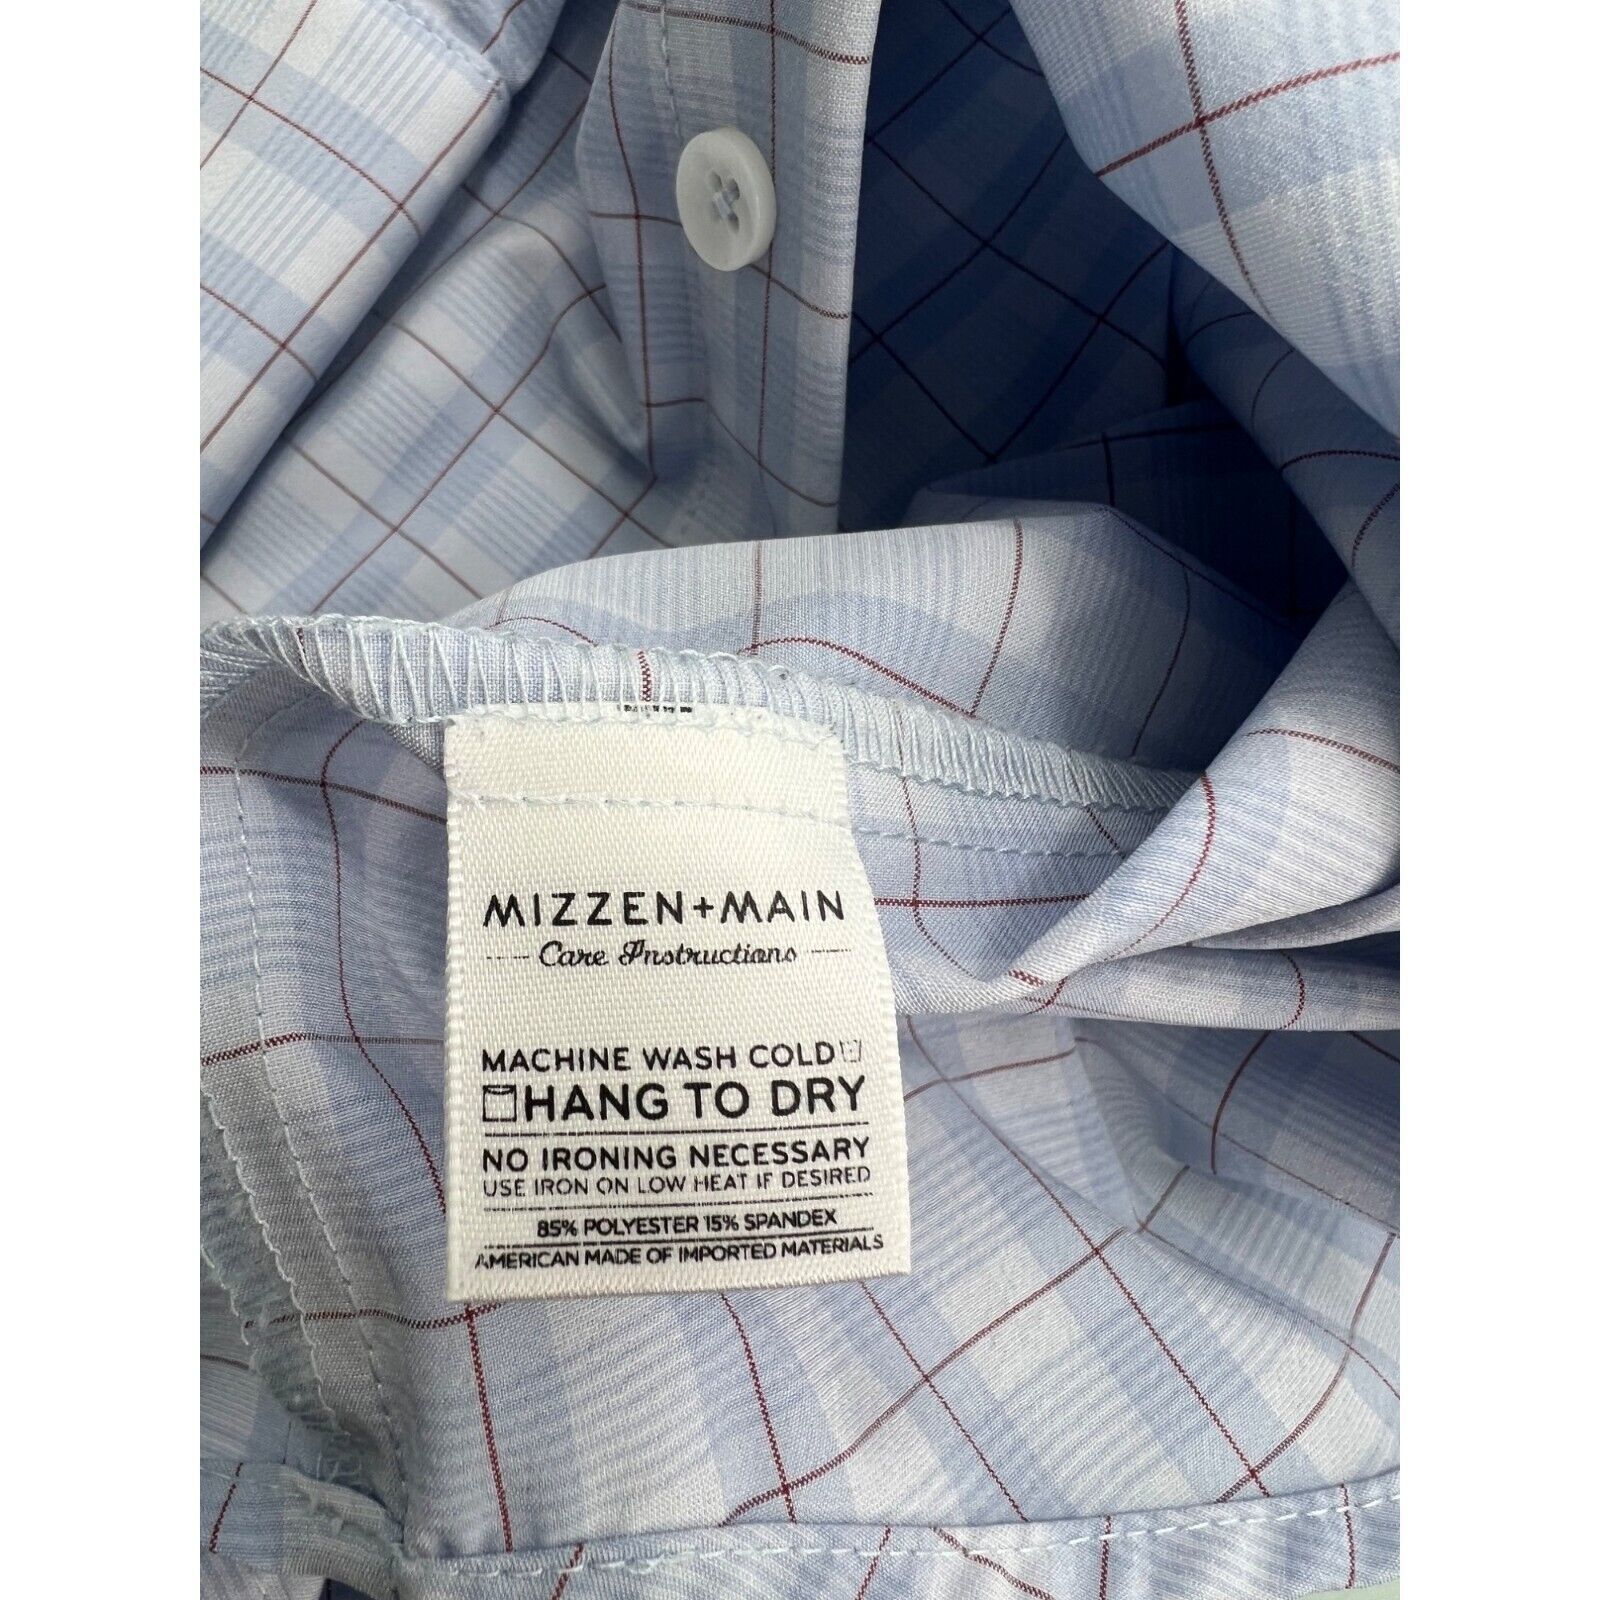 MIZZEN+MAIN
Care Instructions
MACHINE WASH COLD
HANG TO DRY
NO IRONING NECESSARY
USE IRON ON LOW HEAT IF DESIRED
85% POLYESTER 15% SPANDEX
AMERICAN MADE OF IMPORTED MATERIALS